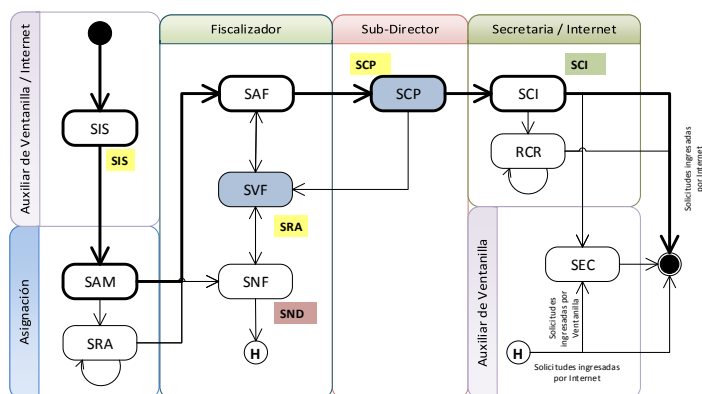 Auxiliar de Ventanilla / Internet
Fiscalizador
Sub-Director
Secretaria / Internet
SCP
SCI
SAF
SCP
SCI
SIS
SIS
RCR
Solicitudes ingresadas
por Internet
SVF
SRA
Asignación
Auxiliar de Ventanilla
SAM
SNF
SEC
SND
SRA
H
H
Solicitudes
ingresadas por
Ventanilla
Solicitudes ingresadas
por Internet